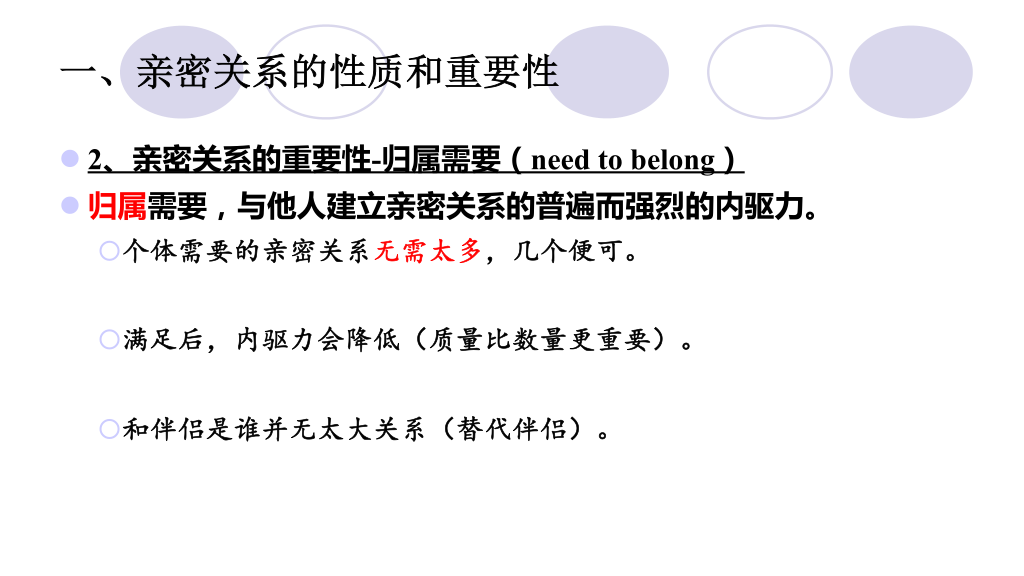 一、亲密关系的性质和重要性
2、亲密关系的重要性-归属需要（need to belong）
归属需要，与他人建立亲密关系的普遍而强烈的内驱力。
个体需要的亲密关系无需太多，几个便可。
满足后，内驱力会降低（质量比数量更重要）。
和伴侣是谁并无太大关系（替代伴侣）。